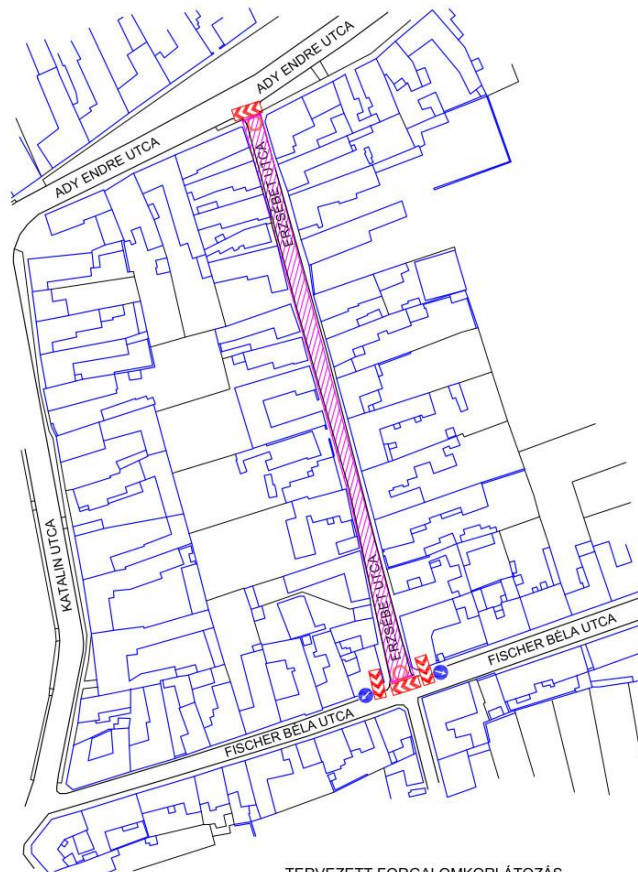 ADY ENDRE UTCA
ADY ENDRE UTCA
ERZSÉBET UTCA
KATALIN UTCA
ERZSÉBET UTCA
FISCHER BÉLA UTCA
FISCHER BÉLA UTCA
TERVEZETT FORGALOMKORLÁTOZÁS